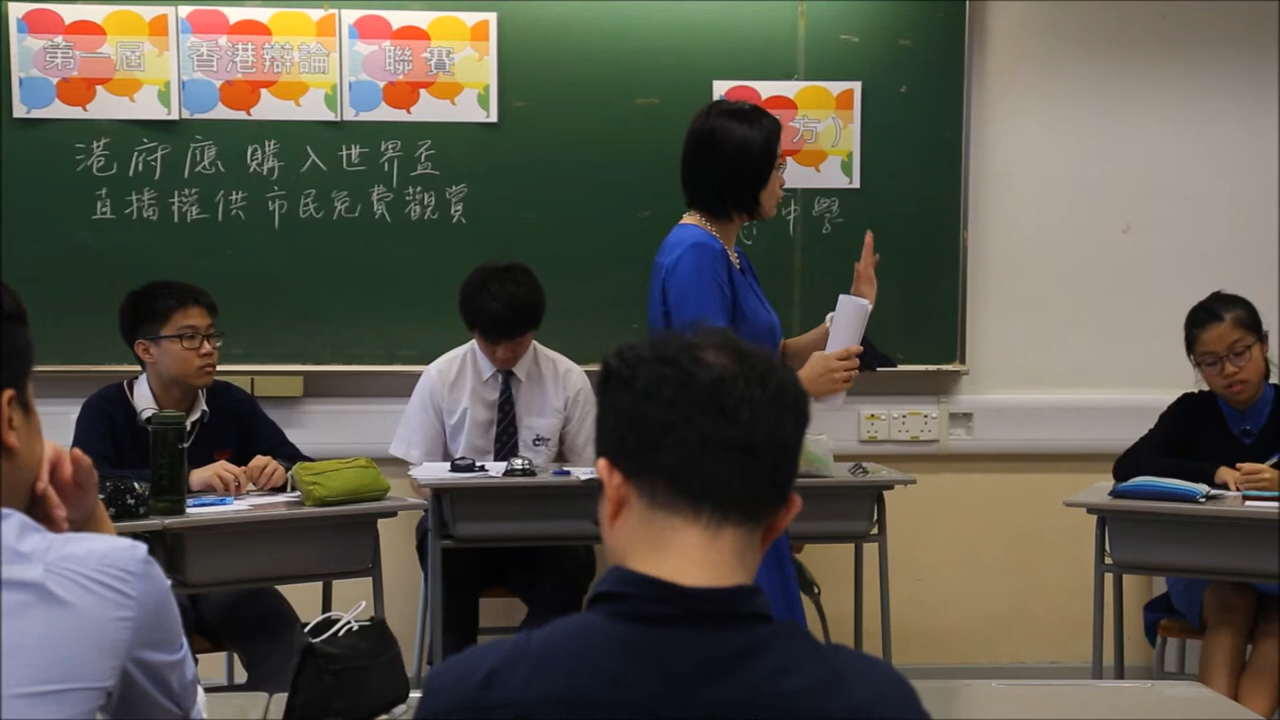 第一屆 香港辯論 聯賽
方）
港府應購入世界盃
直播權供市民免費觀賞
中學